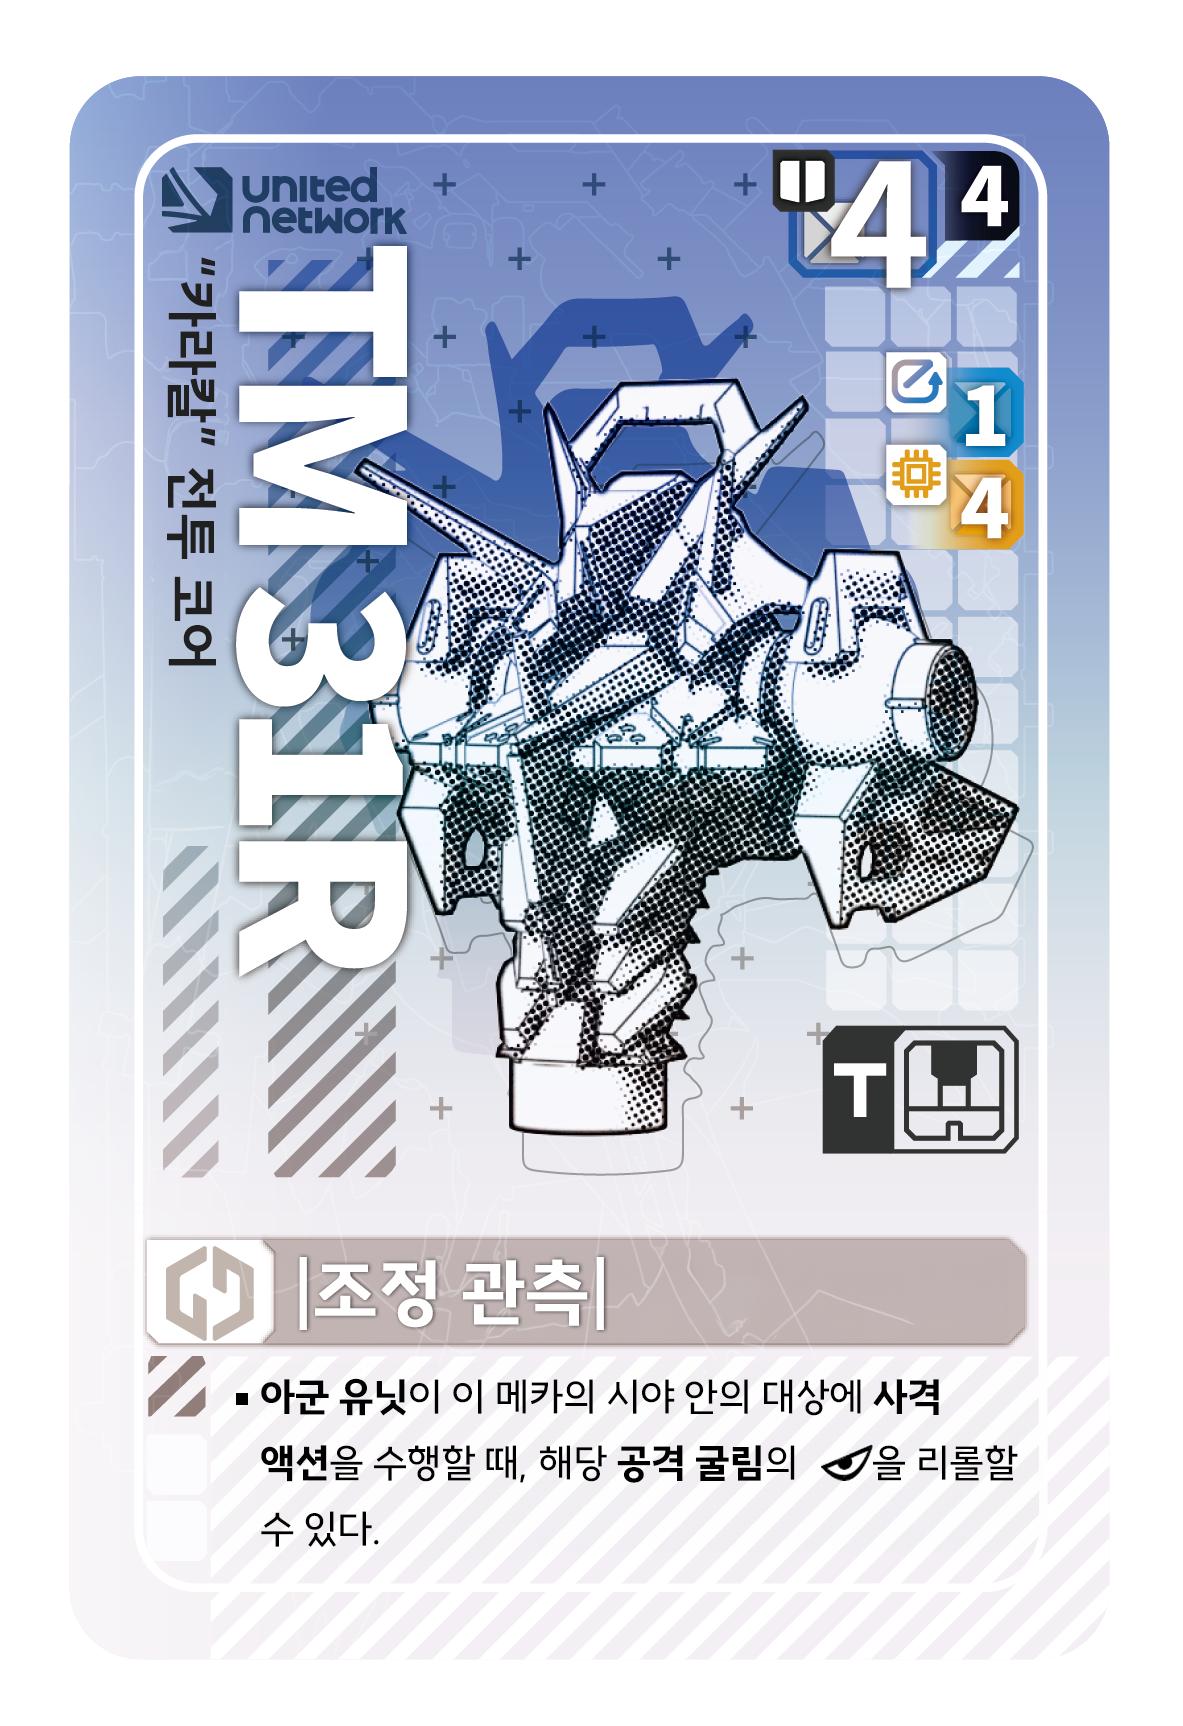 UNITED
NETWORK
4
4
"카라칼" 전투 코어
TM31R
1
4
T
|조정 관측|
▪ 아군 유닛이 이 메카의 시야 안의 대상에 사격
액션을 수행할 때, 해당 공격 굴림의 을 리롤할
수 있다.